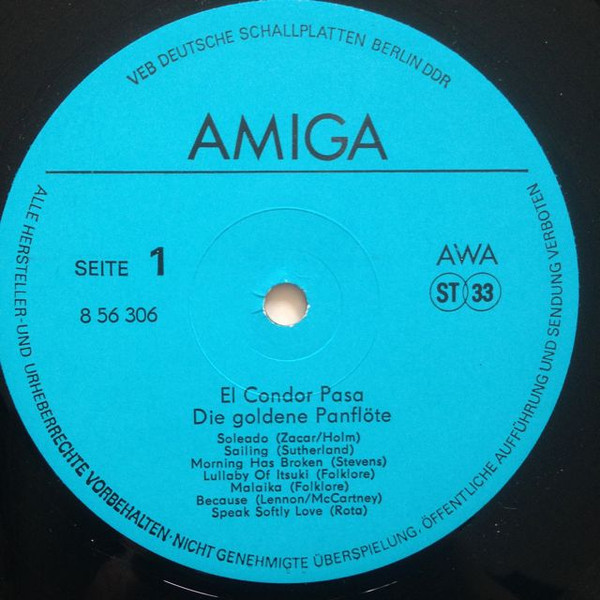 VEB DEUTSCHE SCHALLPLATTEN BERLIN DDR
AMIGA
SEITE 1
8 56 306
AWA
ST 33
El Condor Pasa
Die goldene Panflöte
Soleado (Zacar/Holm)
Sailing (Sutherland)
Morning Has Broken (Stevens)
Lullaby Of Itsuki (Folklore)
Malaika (Folklore)
Because (Lennon/McCartney)
Speak Softly Love (Rota)
ALLE HERSTELLER-UND URHEBERRECHTE VORBEHALTEN·NICHT GENEHMIGTE ÜBERSPIELUNG, ÖFFENTLICHE AUFFÜHRUNG UND SENDUNG VERBOTEN